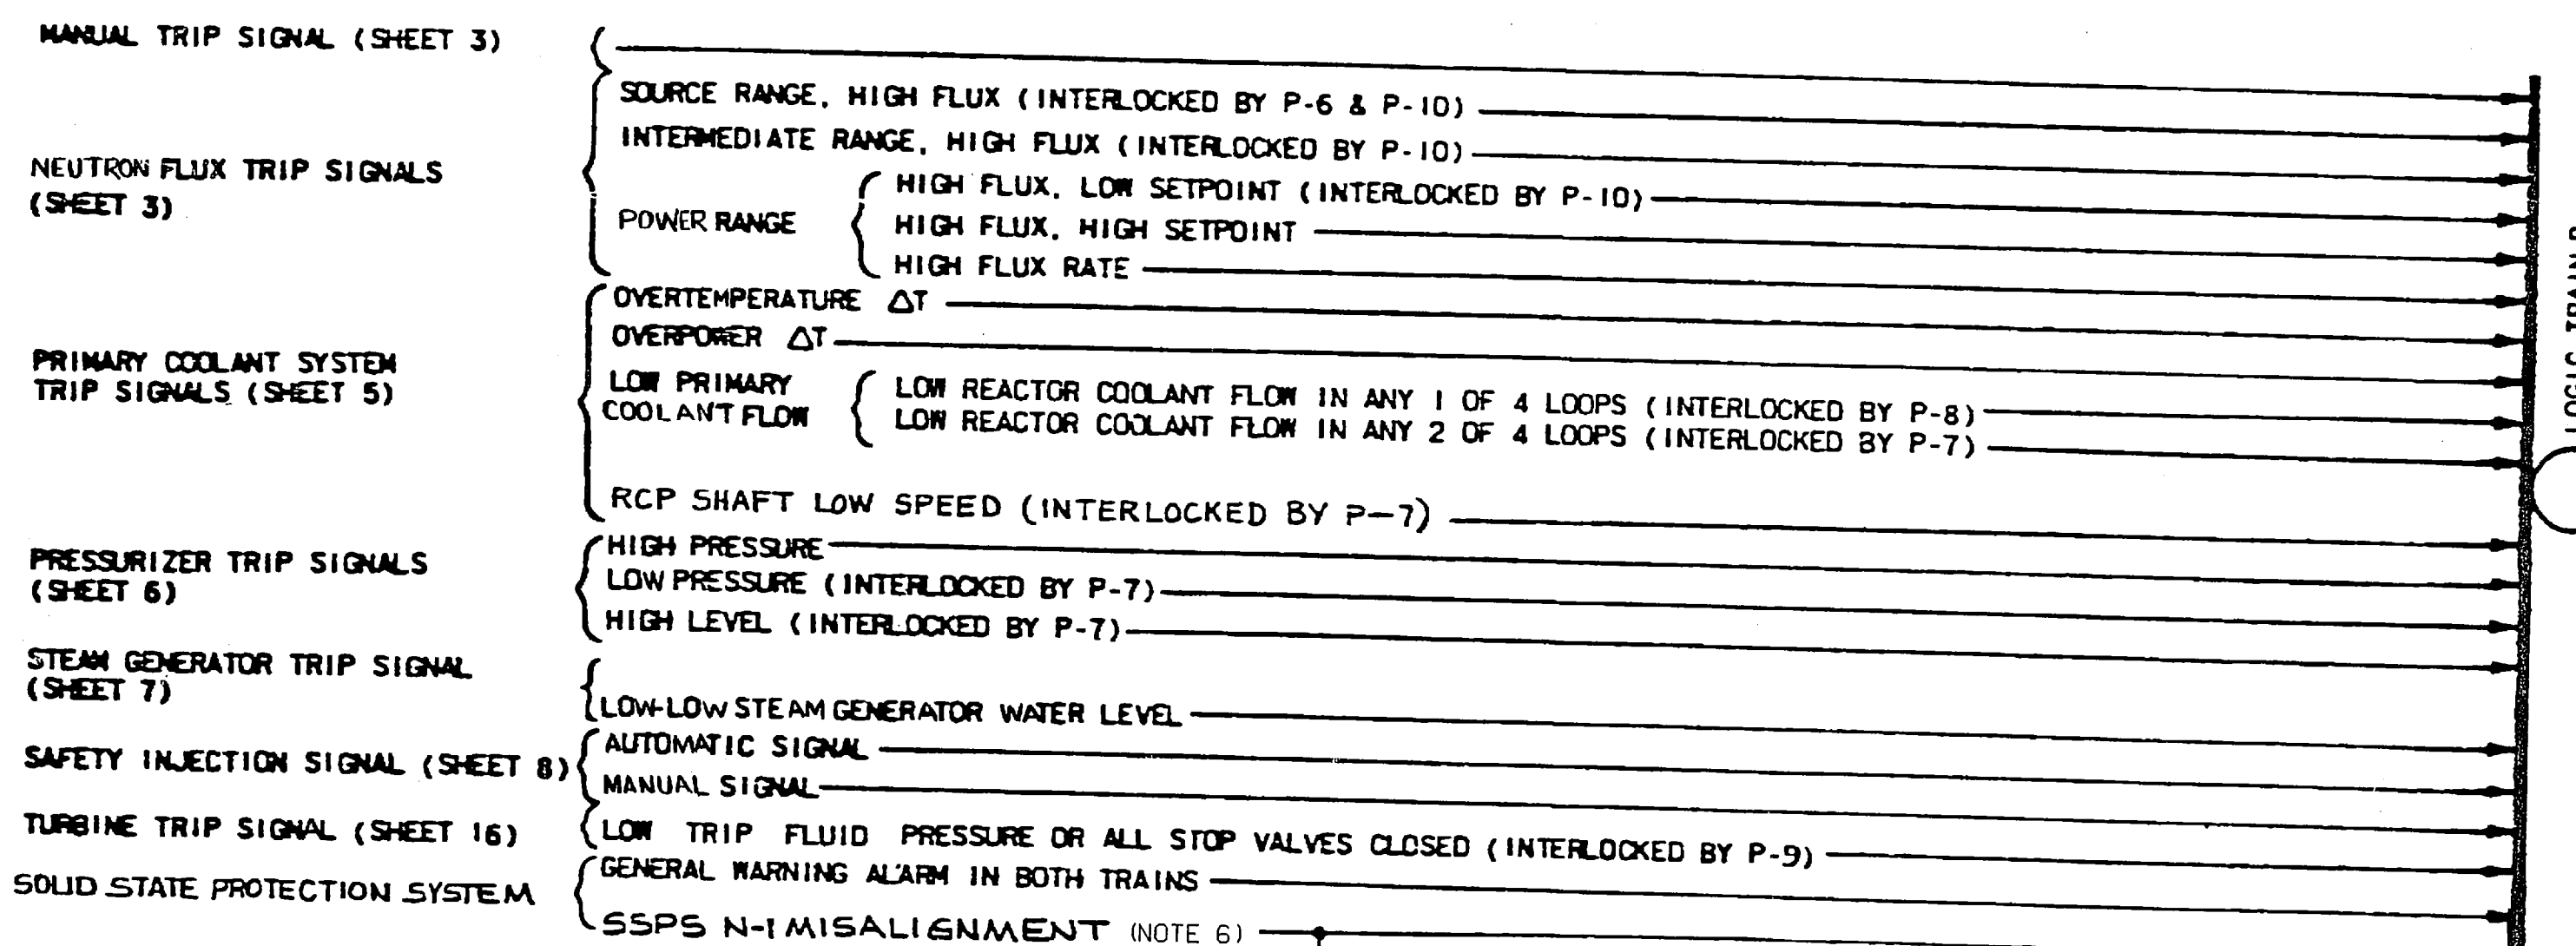 MANUAL TRIP SIGNAL (SHEET 3)
SOURCE RANGE, HIGH FLUX (INTERLOCKED BY P-6 & P-10)
INTERMEDIATE RANGE, HIGH FLUX (INTERLOCKED BY P-10)
NEUTRON FLUX TRIP SIGNALS
(SHEET 3)
POWER RANGE
HIGH FLUX, LOW SETPOINT (INTERLOCKED BY P-10)
HIGH FLUX, HIGH SETPOINT
HIGH FLUX RATE
OVERTEMPERATURE ΔT
OVERPOWER ΔT
PRIMARY COOLANT SYSTEM
TRIP SIGNALS (SHEET 5)
LOW PRIMARY
COOLANT FLOW
LOW REACTOR COOLANT FLOW IN ANY 1 OF 4 LOOPS (INTERLOCKED BY P-8)
LOW REACTOR COOLANT FLOW IN ANY 2 OF 4 LOOPS (INTERLOCKED BY P-7)
RCP SHAFT LOW SPEED (INTERLOCKED BY P-7)
PRESSURIZER TRIP SIGNALS
(SHEET 6)
HIGH PRESSURE
LOW PRESSURE (INTERLOCKED BY P-7)
HIGH LEVEL (INTERLOCKED BY P-7)
STEAM GENERATOR TRIP SIGNAL
(SHEET 7)
LOW-LOW STEAM GENERATOR WATER LEVEL
SAFETY INJECTION SIGNAL (SHEET 8)
AUTOMATIC SIGNAL
MANUAL SIGNAL
TURBINE TRIP SIGNAL (SHEET 16)
LOW TRIP FLUID PRESSURE OR ALL STOP VALVES CLOSED (INTERLOCKED BY P-9)
SOLID STATE PROTECTION SYSTEM
GENERAL WARNING ALARM IN BOTH TRAINS
SSPS N-1 MISALIGNMENT (NOTE 6)
LOGIC TRAIN